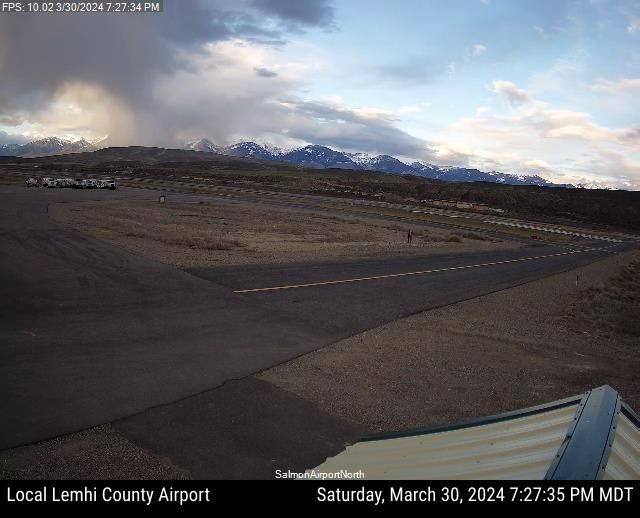 FPS: 10.02 3/30/2024 7:27:34 PM
SalmonAirportNorth
Local Lemhi County Airport Saturday, March 30, 2024 7:27:35 PM MDT